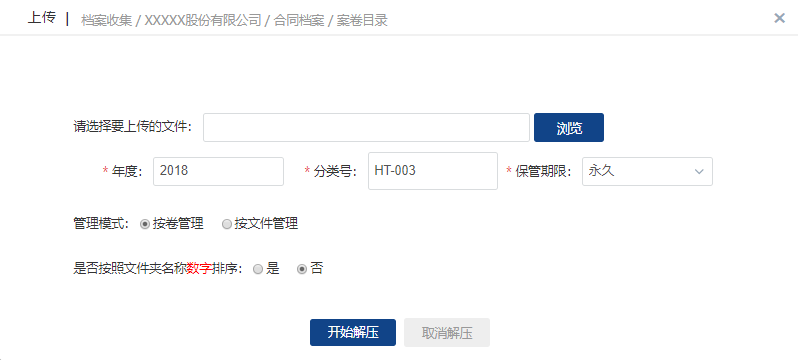 上传 | 档案收集 / XXXXX股份有限公司 / 合同档案 / 案卷目录 ×
请选择要上传的文件: 浏览
* 年度: 2018 * 分类号: HT-003 * 保管期限: 永久
管理模式: 按卷管理 按文件管理
是否按照文件夹名称数字排序: 是 否
开始解压 取消解压